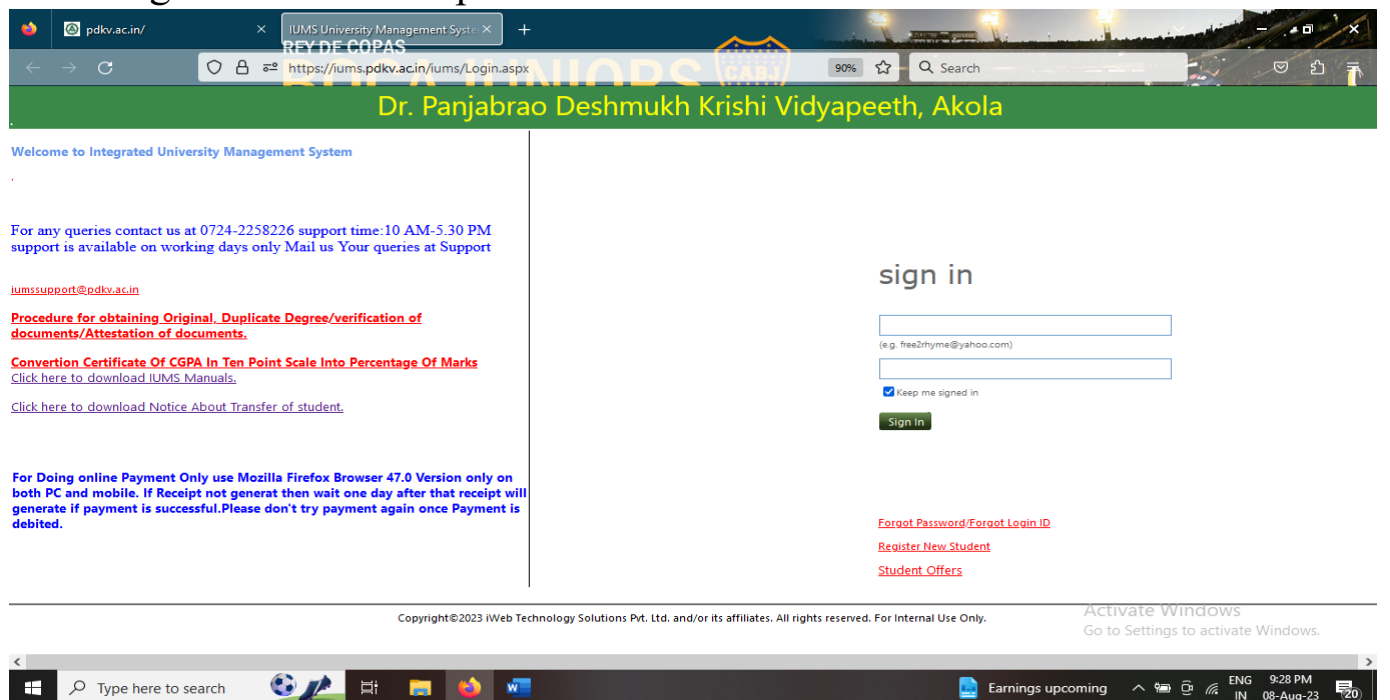 pdkv.ac.in/
IUMS University Management Syste
REY DE COPAS
https://iums.pdkv.ac.in/iums/Login.aspx
BOCA JUNIORS
CABJ
90%
Search
Dr. Panjabrao Deshmukh Krishi Vidyapeeth, Akola
Welcome to Integrated University Management System
For any queries contact us at 0724-2258226 support time:10 AM-5.30 PM
support is available on working days only Mail us Your queries at Support
iumssupport@pdkv.ac.in
Procedure for obtaining Original, Duplicate Degree/verification of
documents/Attestation of documents.
Convertion Certificate Of CGPA In Ten Point Scale Into Percentage Of Marks
Click here to download IUMS Manuals.
Click here to download Notice About Transfer of student.
For Doing online Payment Only use Mozilla Firefox Browser 47.0 Version only on
both PC and mobile. If Receipt not generat then wait one day after that receipt will
generate if payment is successful.Please don't try payment again once Payment is
debited.
sign in
(e.g. free2rhyme@yahoo.com)
Keep me signed in
Sign In
Forgot Password/Forgot Login ID
Register New Student
Student Offers
Copyright©2023 iWeb Technology Solutions Pvt. Ltd. and/or its affiliates. All rights reserved. For Internal Use Only.
Activate Windows
Go to Settings to activate Windows.
Type here to search
Earnings upcoming
ENG
IN
9:28 PM
08-Aug-23
20